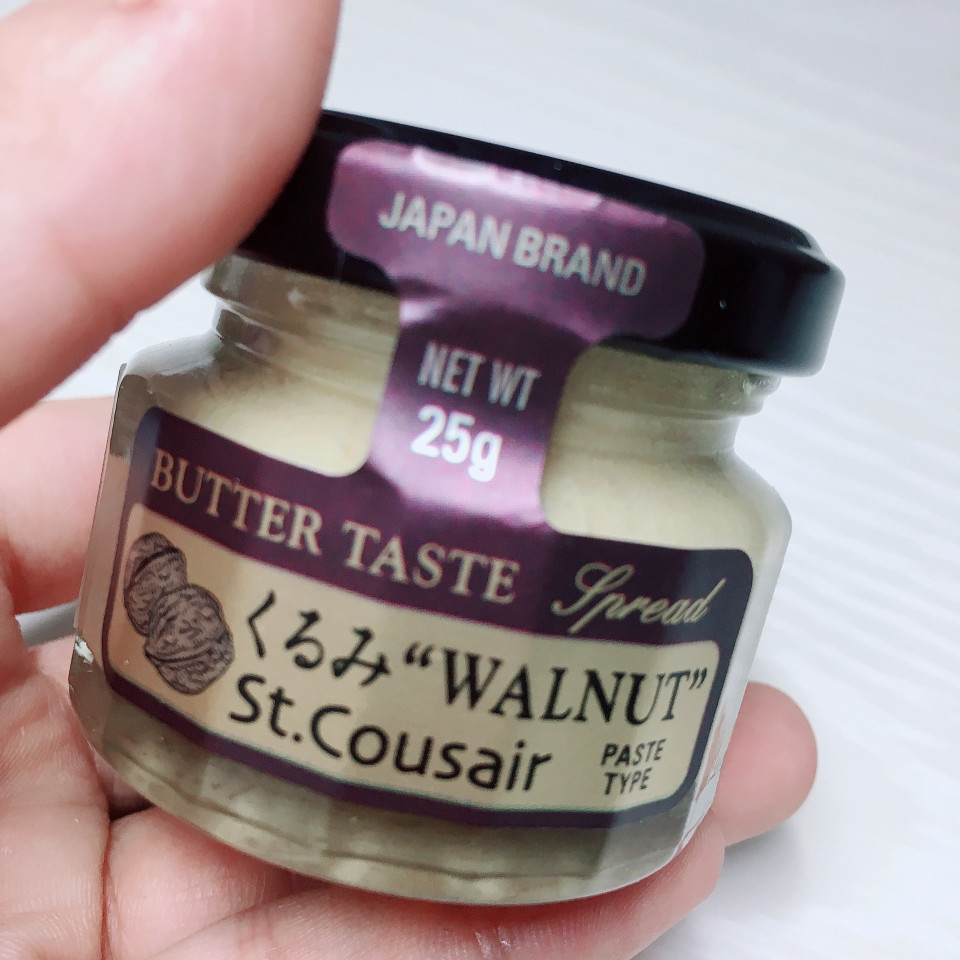 JAPAN BRAND
NET WT
25g
BUTTER TASTE Spread
くるみ “WALNUT”
St.Cousair
PASTE
TYPE